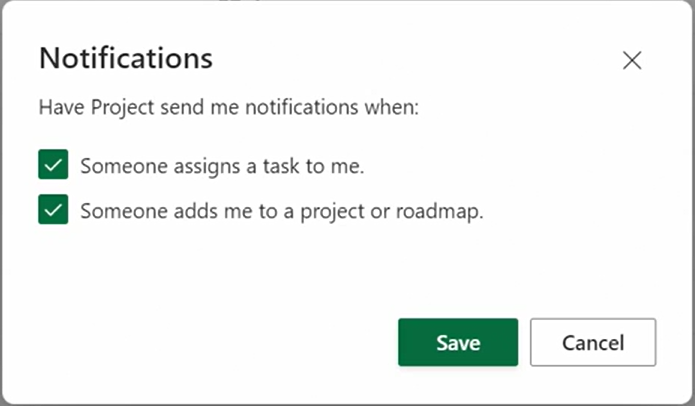 Notifications
Have Project send me notifications when:
Someone assigns a task to me.
Someone adds me to a project or roadmap.
Save
Cancel